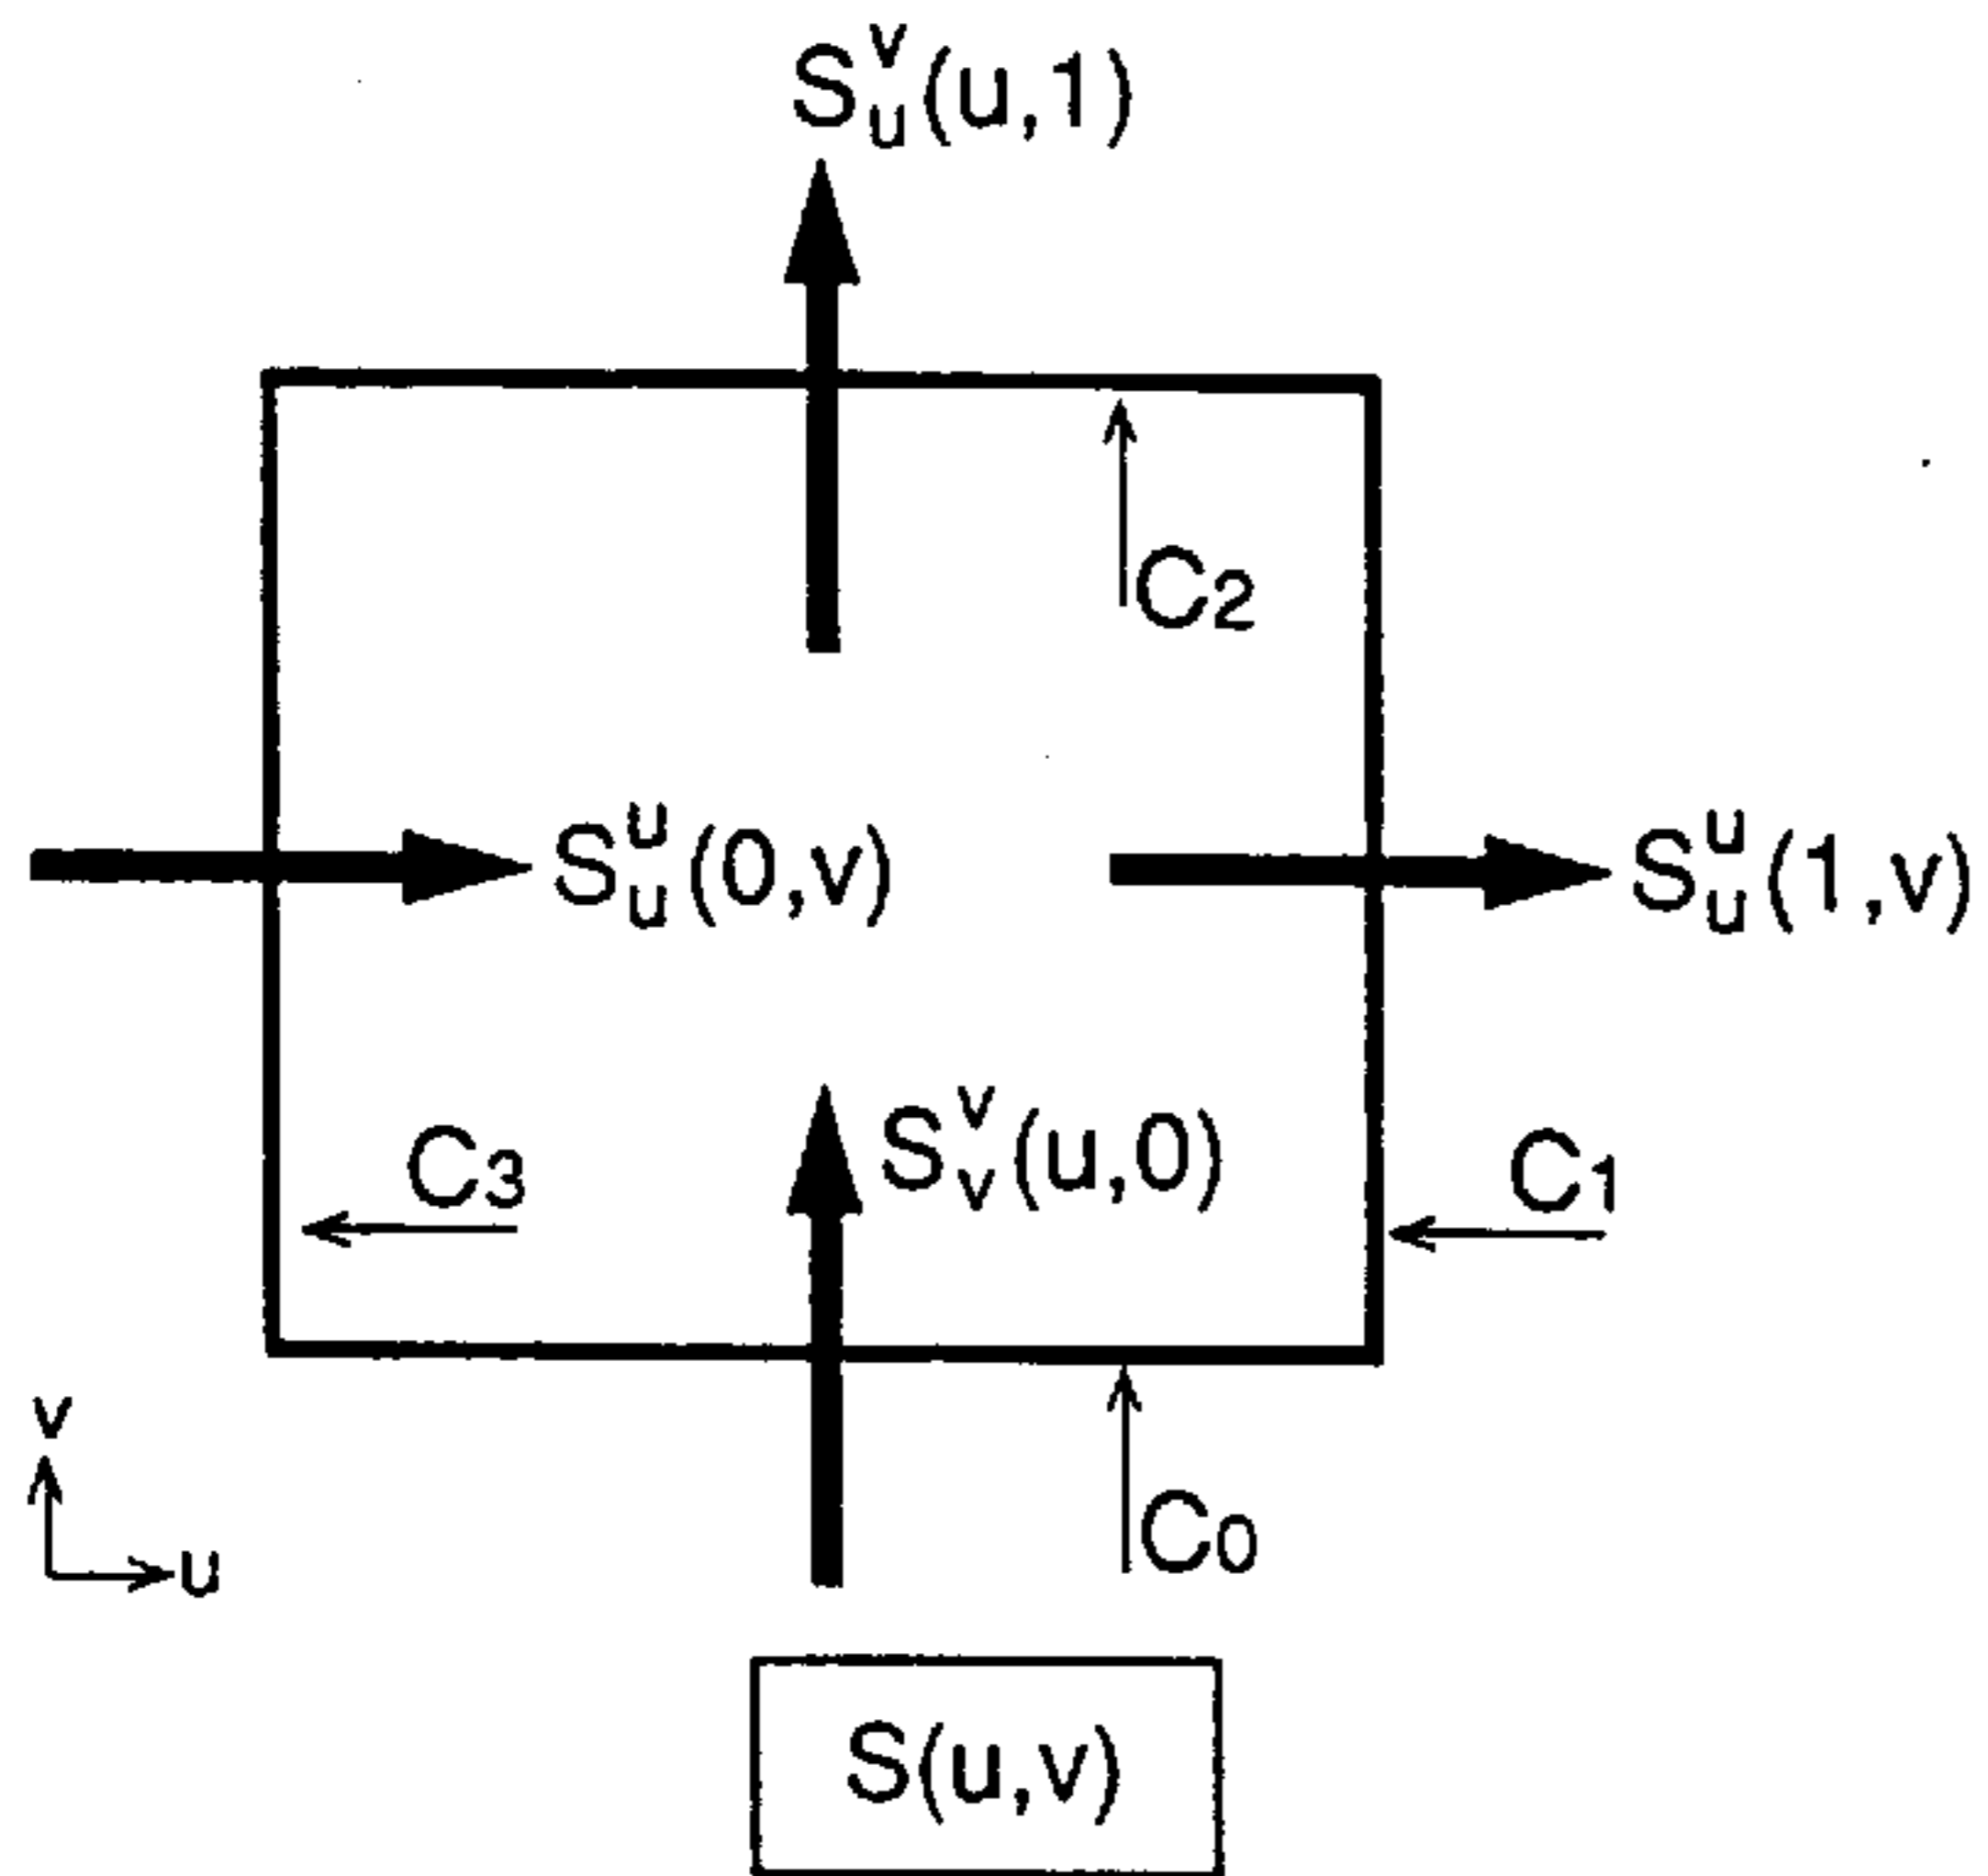 S^v_u(u,1)
C2
S^u_u(0,v)
S^u_u(1,v)
S^v_v(u,0)
C3
C1
v
C0
u
S(u,v)